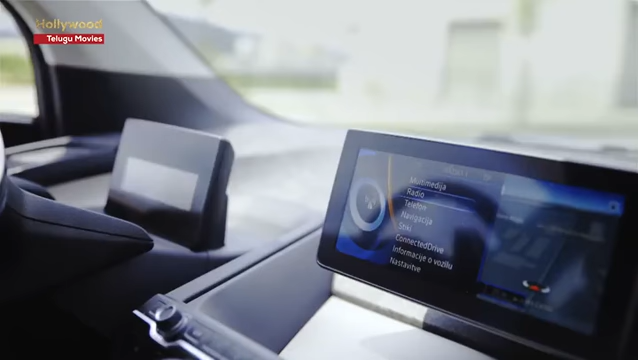 Hollywood
Telugu Movies
Multimedija
Radio
Telefon
Navigacija
Stiki
ConnectedDrive
Informacije o vozilu
Nastavitve